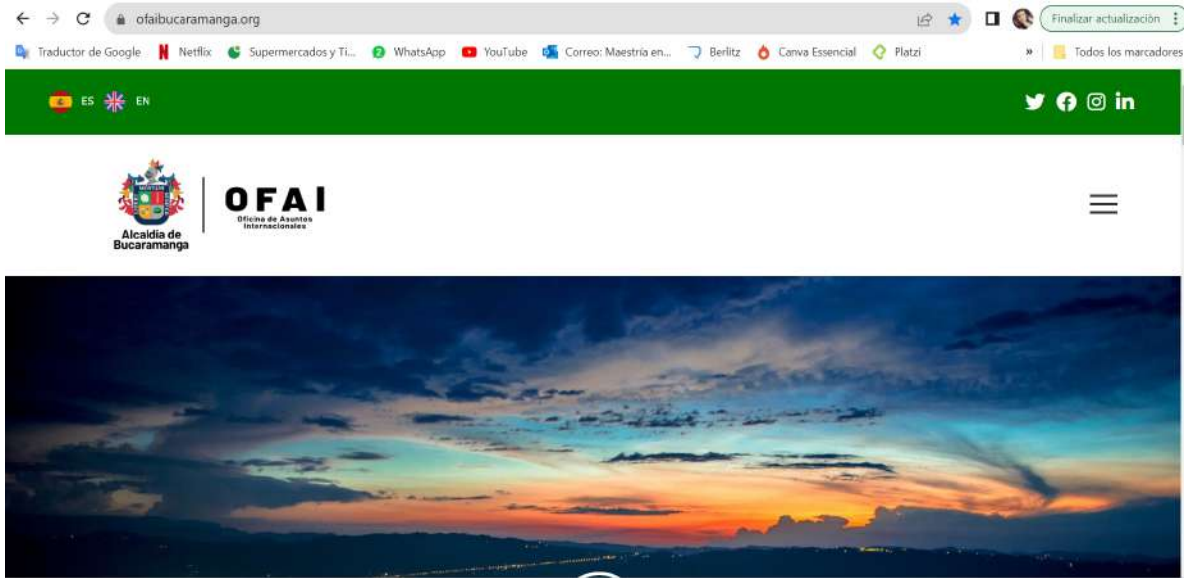 ofaibucaramanga.org
Finalizar actualización
Traductor de Google Netflix Supermercados y Ti... WhatsApp YouTube Correo: Maestría en... Berlitz Canva Essencial Platzi » Todos los marcadores
ES EN
OFAI
Oficina de Asuntos
Internacionales
Alcaldía de
Bucaramanga